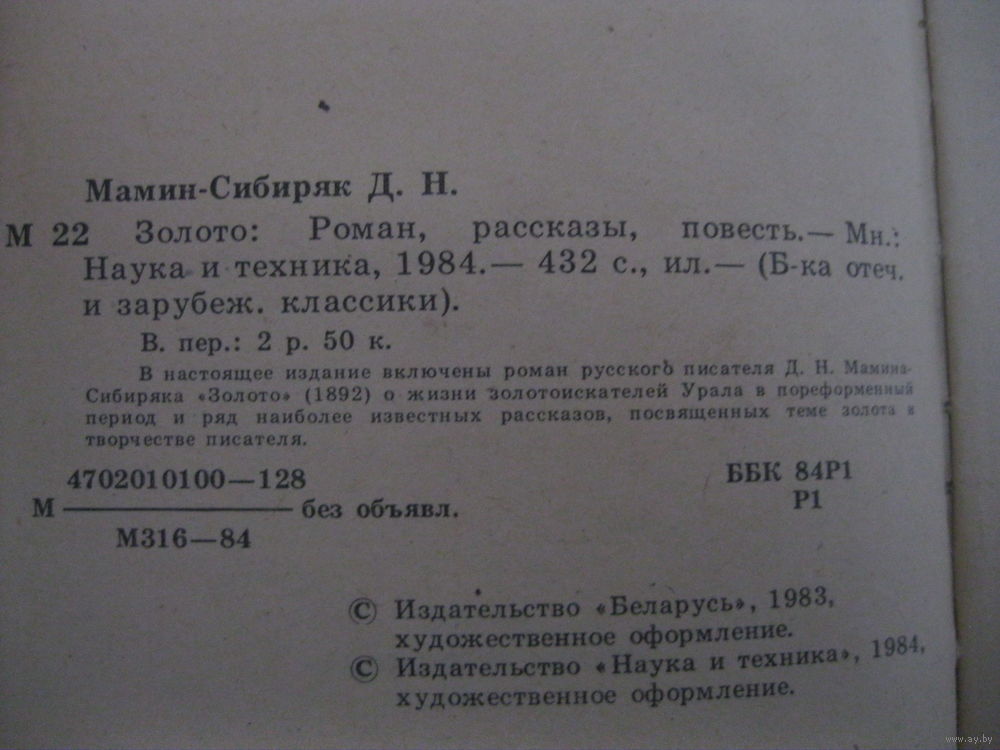 Мамин-Сибиряк Д. Н.
М 22 Золото: Роман, рассказы, повесть.— Мн.:
Наука и техника, 1984.— 432 с., ил.— (Б-ка отеч.
и зарубеж. классики).
В. пер.: 2 р. 50 к.
В настоящее издание включены роман русского писателя Д. Н. Мамина-
Сибиряка «Золото» (1892) о жизни золотоискателей Урала в пореформенный
период и ряд наиболее известных рассказов, посвященных теме золота в
творчестве писателя.
4702010100—128
М ——— без объявл.
М316—84
ББК 84Р1
Р1
© Издательство «Беларусь», 1983,
художественное оформление.
© Издательство «Наука и техника», 1984,
художественное оформление.
www.ay.by